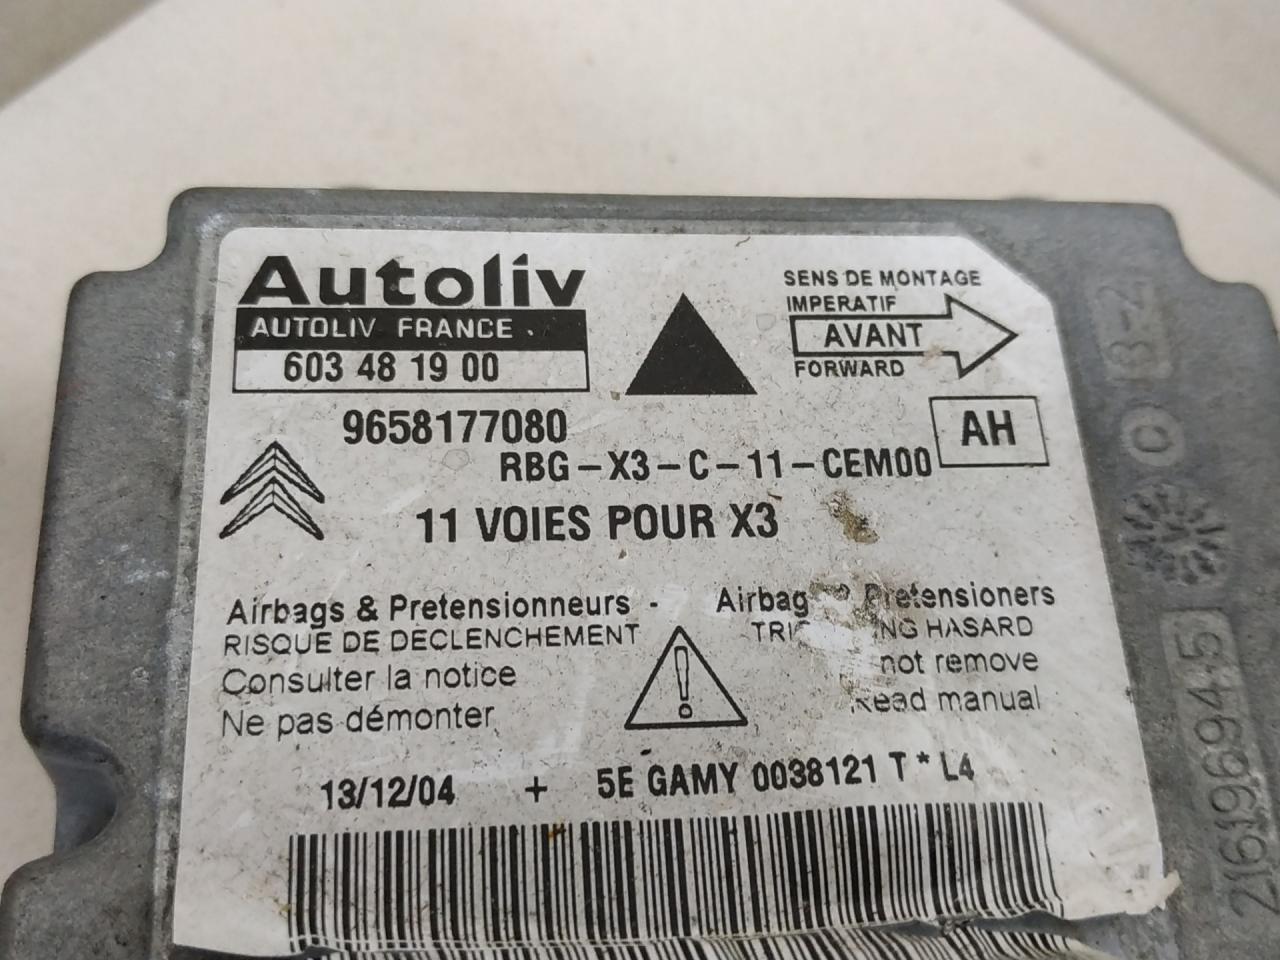 Autoliv
AUTOLIV FRANCE
603 48 19 00
SENS DE MONTAGE
IMPERATIF
AVANT
FORWARD
9658177080
AH
RBG-X3-C-11-CEM00
11 VOIES POUR X3
Airbags & Pretensionneurs -
RISQUE DE DECLENCHEMENT
Consulter la notice
Ne pas démonter
Pretensioners
HASARD
not remove
Read manual
13/12/04 + 5E GAMY 0038121 T * L4
21619694.5